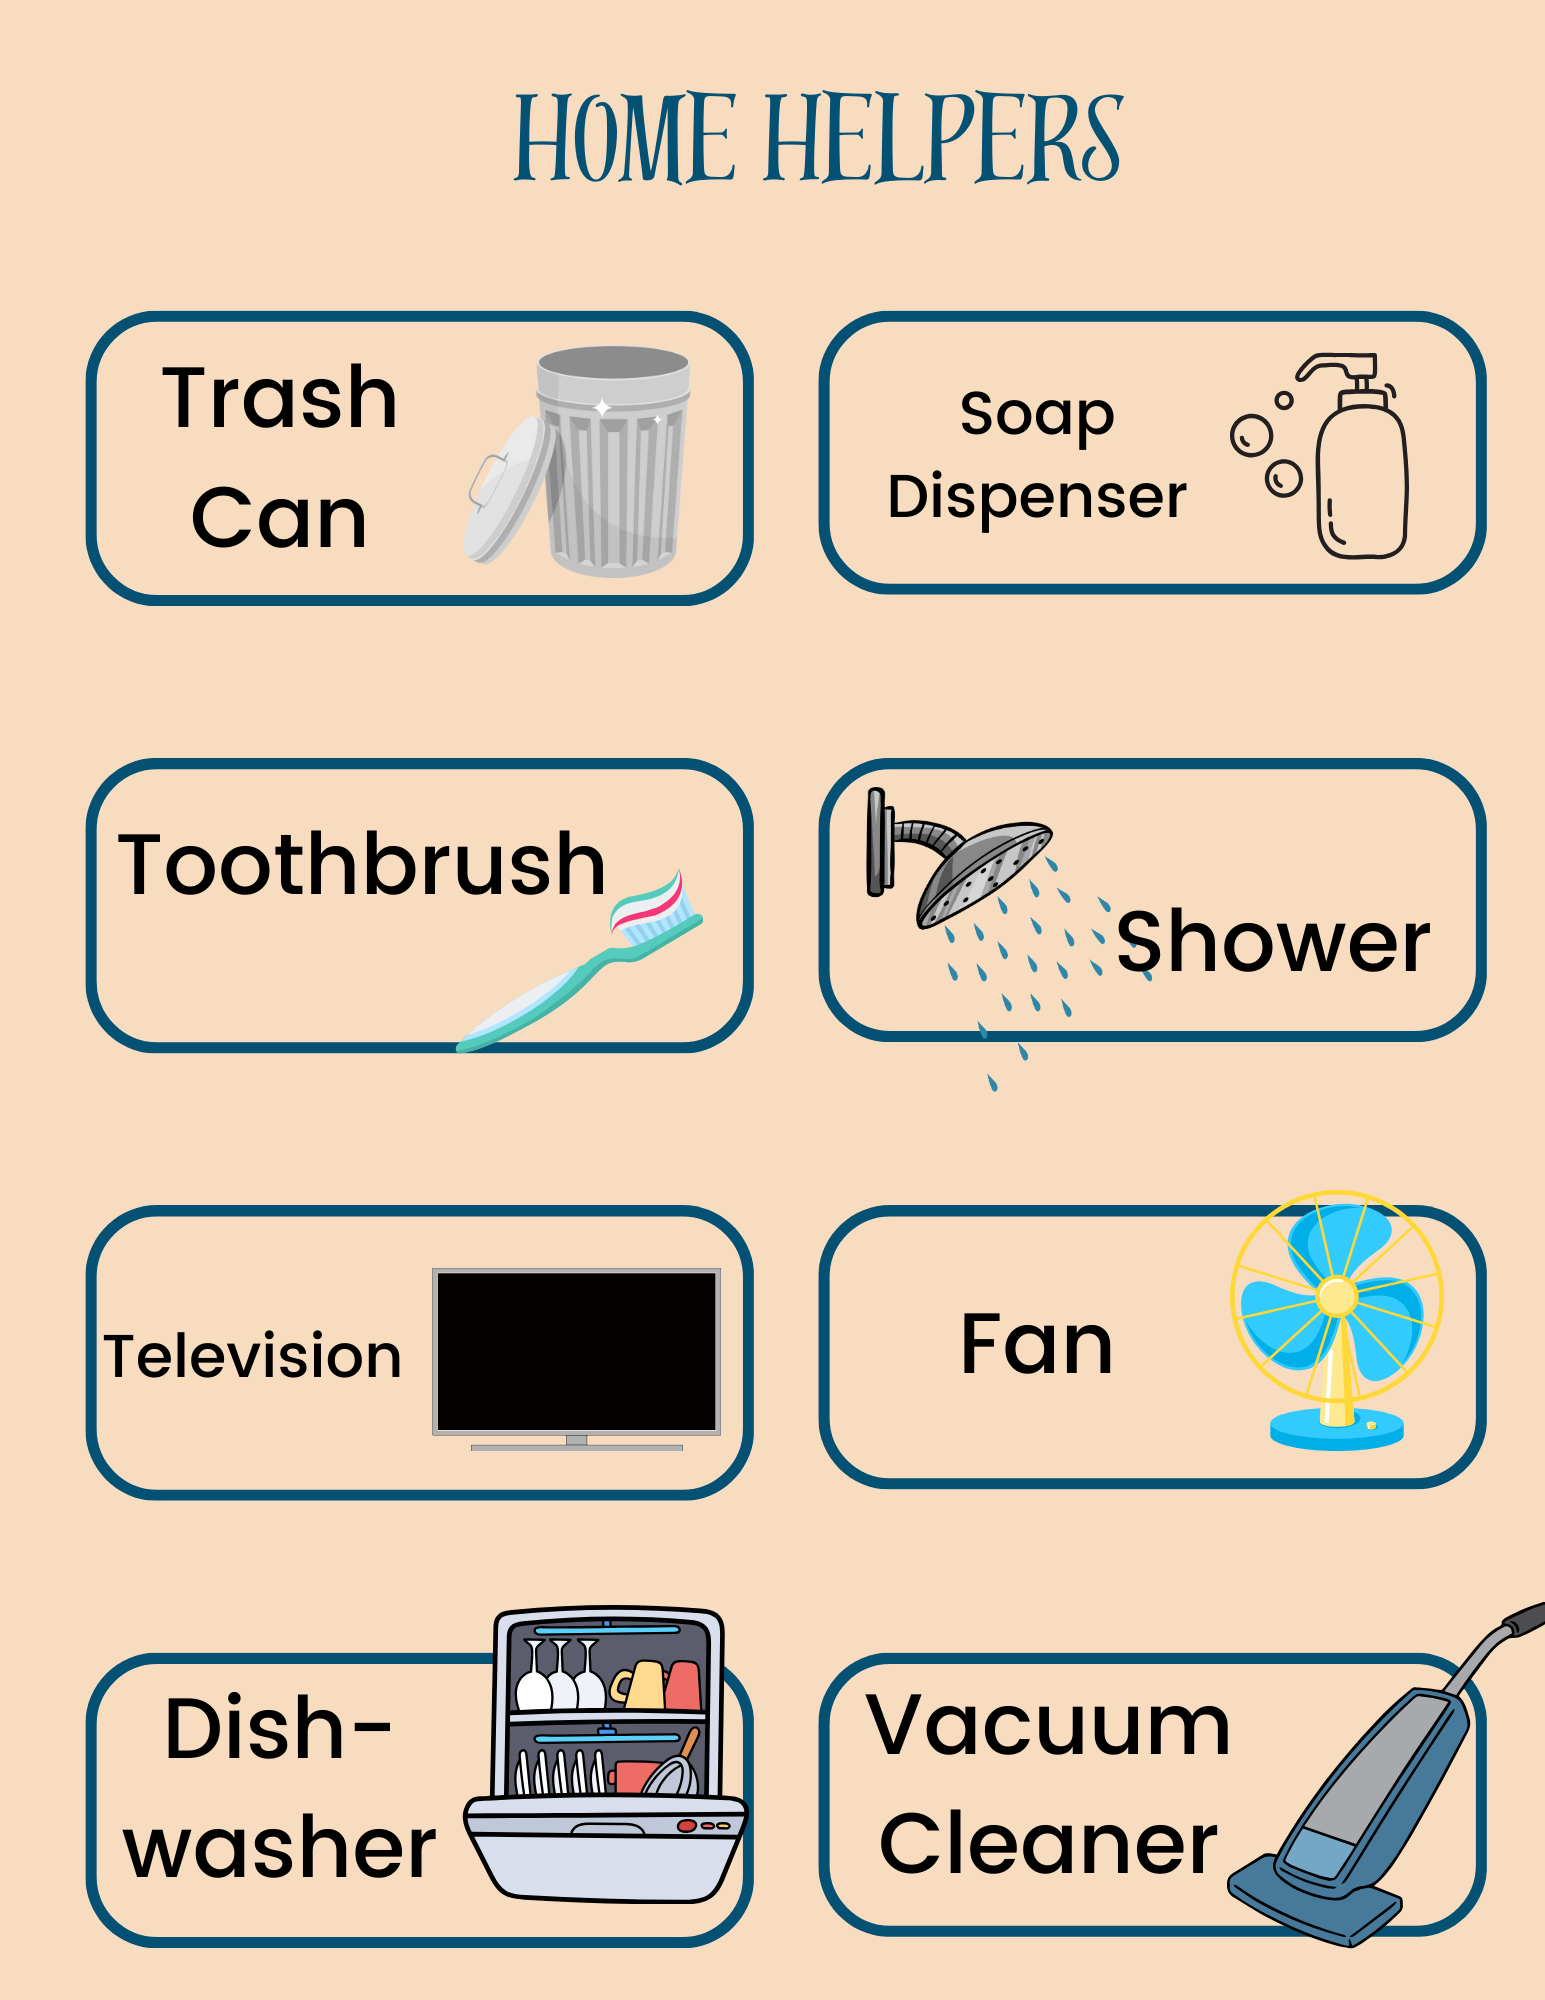 HOME HELPERS
Trash
Can
Soap
Dispenser
Toothbrush
Shower
Television
Fan
Dish-
washer
Vacuum
Cleaner